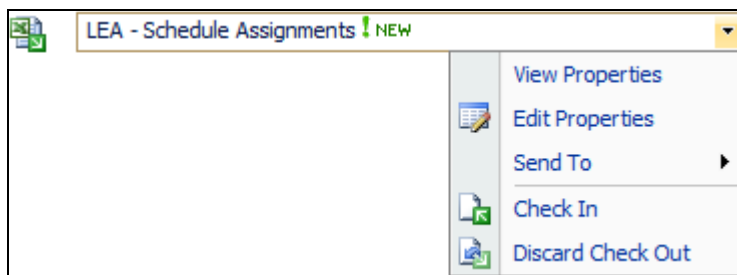 LEA - Schedule Assignments ! NEW
View Properties
Edit Properties
Send To
Check In
Discard Check Out